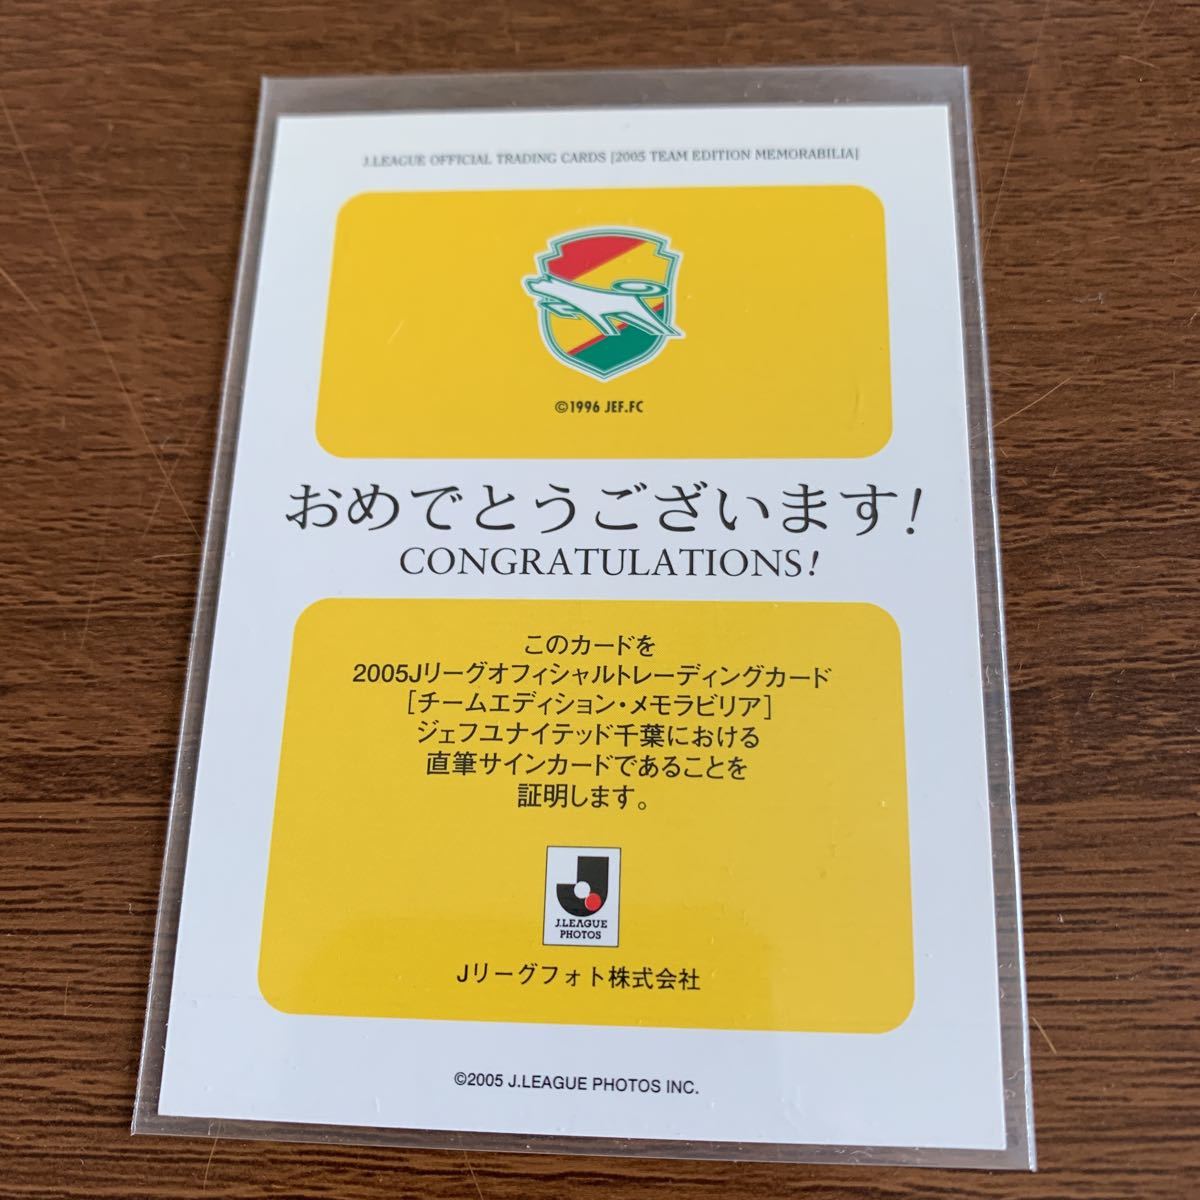 J.LEAGUE OFFICIAL TRADING CARDS [2005 TEAM EDITION MEMORABILIA]
©1996 JEF.FC
おめでとうございます!
CONGRATULATIONS!
このカードを
2005Jリーグオフィシャルトレーディングカード
[チームエディション・メモラビリア]
ジェフユナイテッド千葉における
直筆サインカードであることを
証明します。
J.LEAGUE
PHOTOS
Jリーグフォト株式会社
©2005 J.LEAGUE PHOTOS INC.